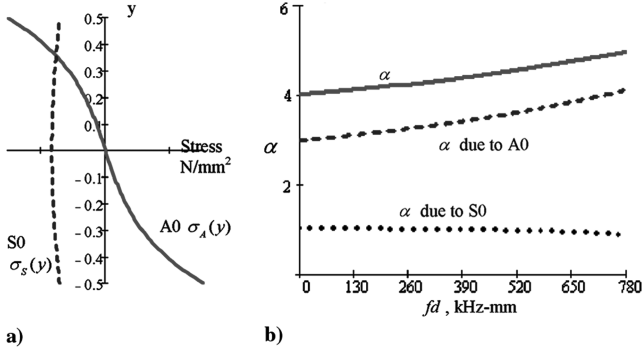 y
0.5
0.4
0.3
0.2
0.1
Stress
N/mm²
- 0.1
- 0.2
- 0.3
- 0.4
- 0.5
S0
σS(y)
A0 σA(y)
a)
6
4
2
α
α
α due to A0
α due to S0
0 130 260 390 520 650 780
fd , kHz-mm
b)